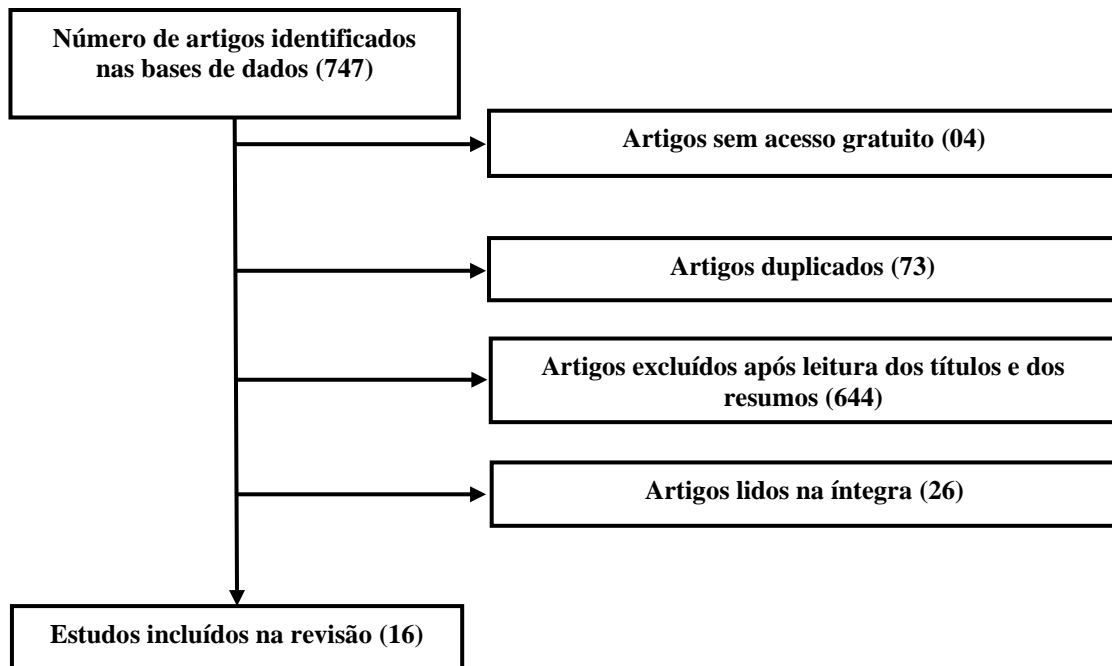 Número de artigos identificados
nas bases de dados (747)
Artigos sem acesso gratuito (04)
Artigos duplicados (73)
Artigos excluídos após leitura dos títulos e dos
resumos (644)
Artigos lidos na íntegra (26)
Estudos incluídos na revisão (16)